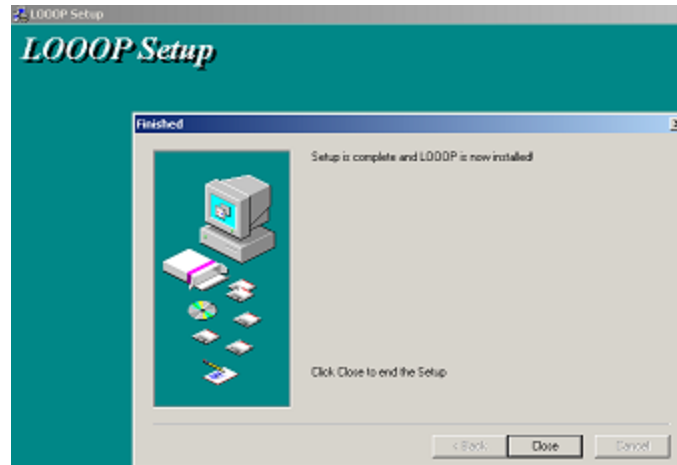 LOOOP Setup
LOOOP Setup
Finished
Setup is complete and LOOOP is now installed!
Click Close to end the Setup
< Back
Close
Cancel